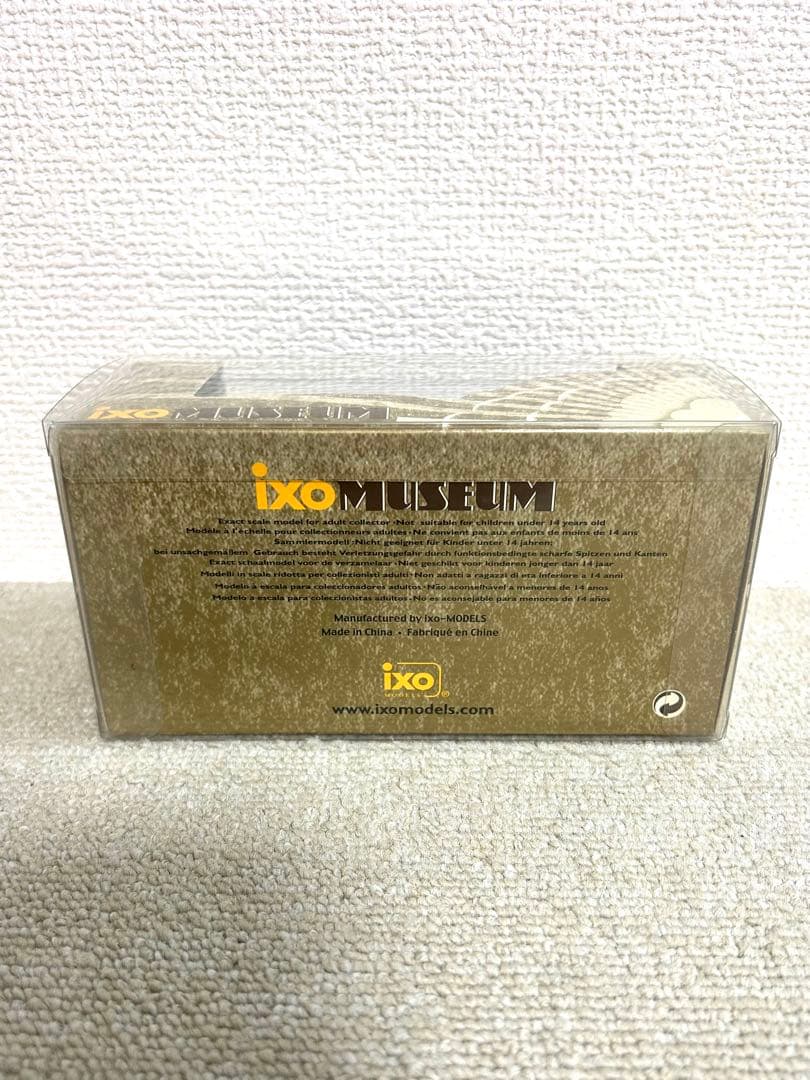 ixo MUSEUM
ixo MUSEUM
Exact scale model for adult collector • Not suitable for children under 14 years old
Modèle à l'échelle pour collectionneurs adultes • Ne convient pas aux enfants de moins de 14 ans
Sammlermodell • Nicht geeignet für Kinder unter 14 jahren;
bei unsachgemäßem Gebrauch besteht Verletzungsgefahr durch funktionsbedingte scharfe Spitzen und Kanten
Exact schaalmodel voor de verzamelaar • Niet geschikt voor kinderen jonger dan 14 jaar
Modelli in scala ridotta per collezionisti adulti • Non adatti a ragazzi di eta inferiore a 14 anni
Modelo a escala para coleccionadores adultos • Não aconselhável a menores de 14 anos
Modelo a escala para coleccionistas adultos • No es aconsejable para menores de 14 años
Manufactured by ixo-MODELS
Made in China • Fabriqué en Chine
ixo
MODELS ®
www.ixomodels.com